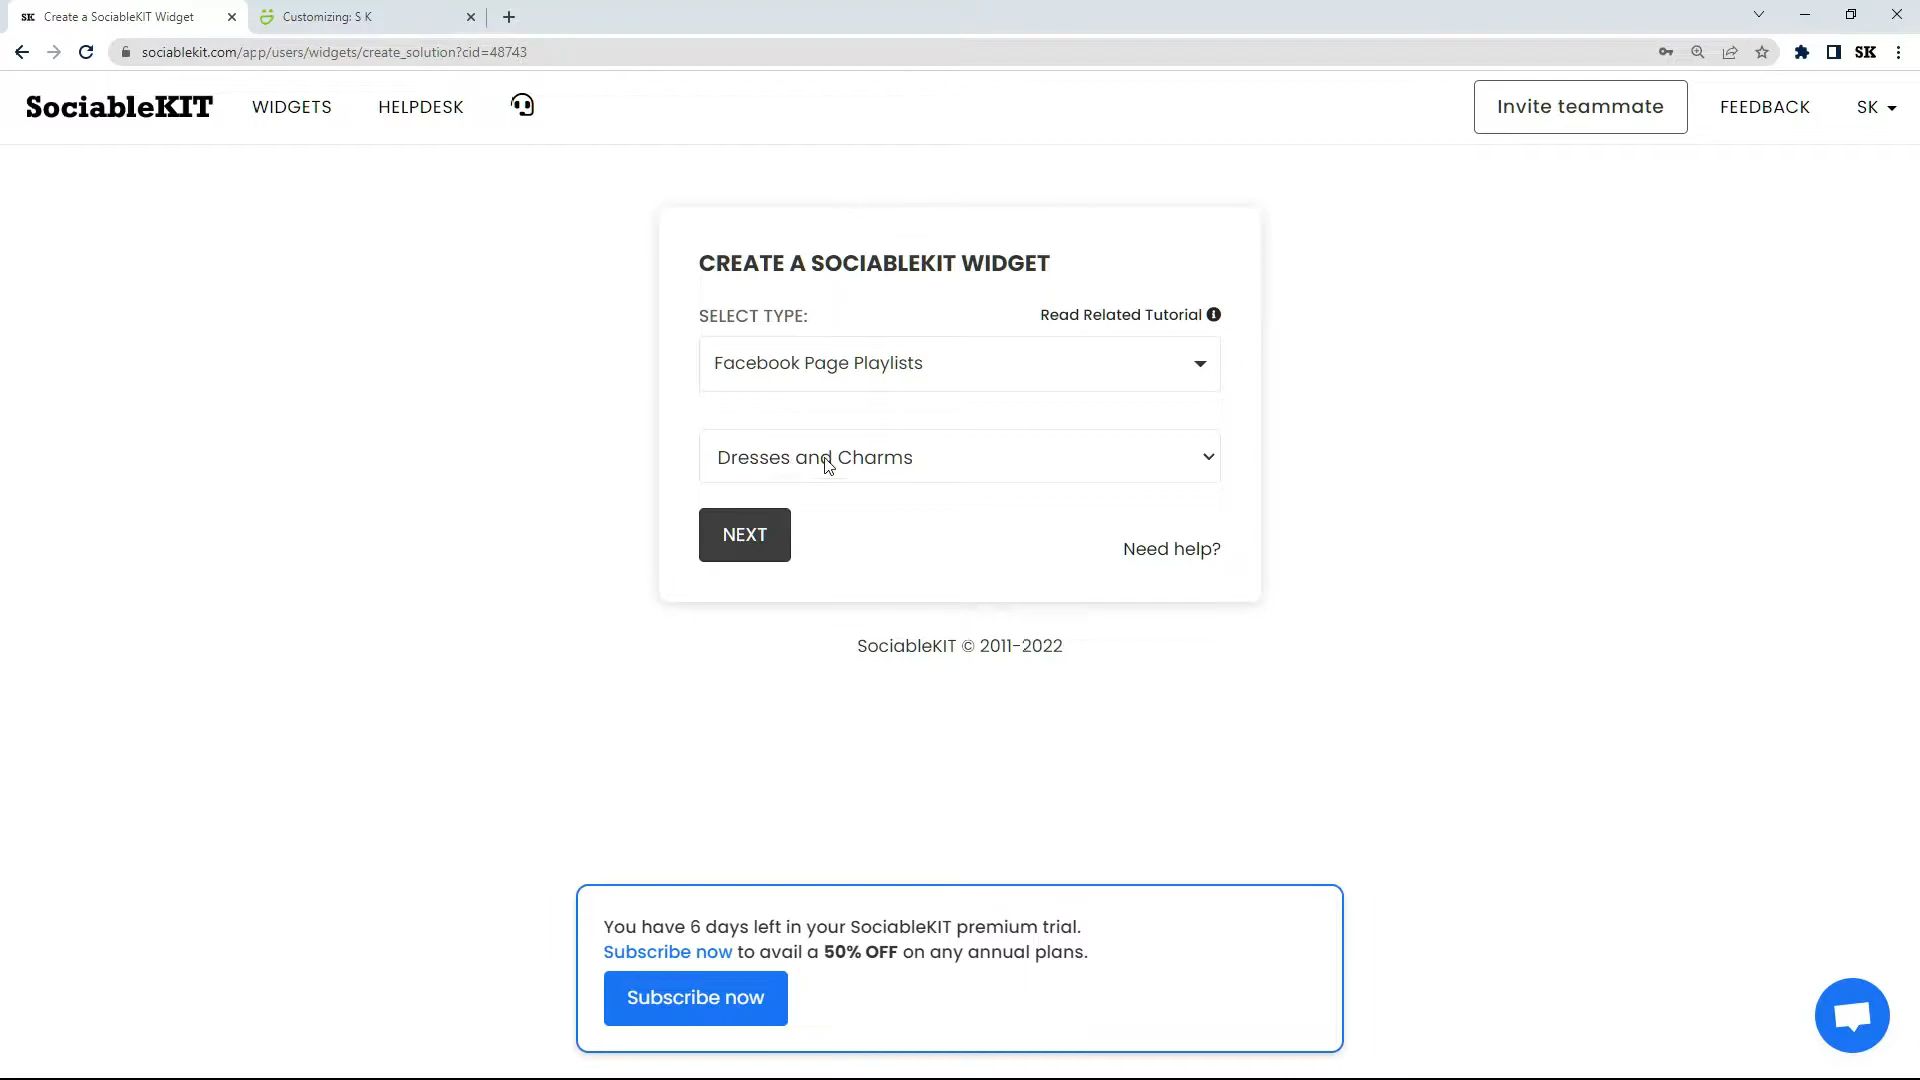 SK Create a SociableKIT Widget
Customizing: S K
sociablekit.com/app/users/widgets/create_solution?cid=48743
SK
SociableKIT
WIDGETS
HELPDESK
Invite teammate
FEEDBACK
SK
CREATE A SOCIABLEKIT WIDGET
SELECT TYPE:
Read Related Tutorial
Facebook Page Playlists
Dresses and Charms
NEXT
Need help?
SociableKIT © 2011-2022
You have 6 days left in your SociableKIT premium trial.
Subscribe now to avail a 50% OFF on any annual plans.
Subscribe now